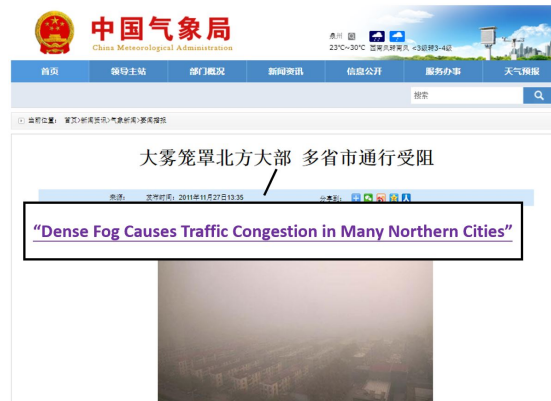 中国气象局
China Meteorological Administration
泉州
23℃~30℃ 西南风转南风 <3级转3-4级
首页 领导主站 部门概况 新闻资讯 信息公开 服务办事 天气预报
搜索
当前位置: 首页>新闻资讯>气象新闻>要闻播报
大雾笼罩北方大部 多省市通行受阻
来源: 发布时间:2011年11月27日13:35 分享到:
“Dense Fog Causes Traffic Congestion in Many Northern Cities”